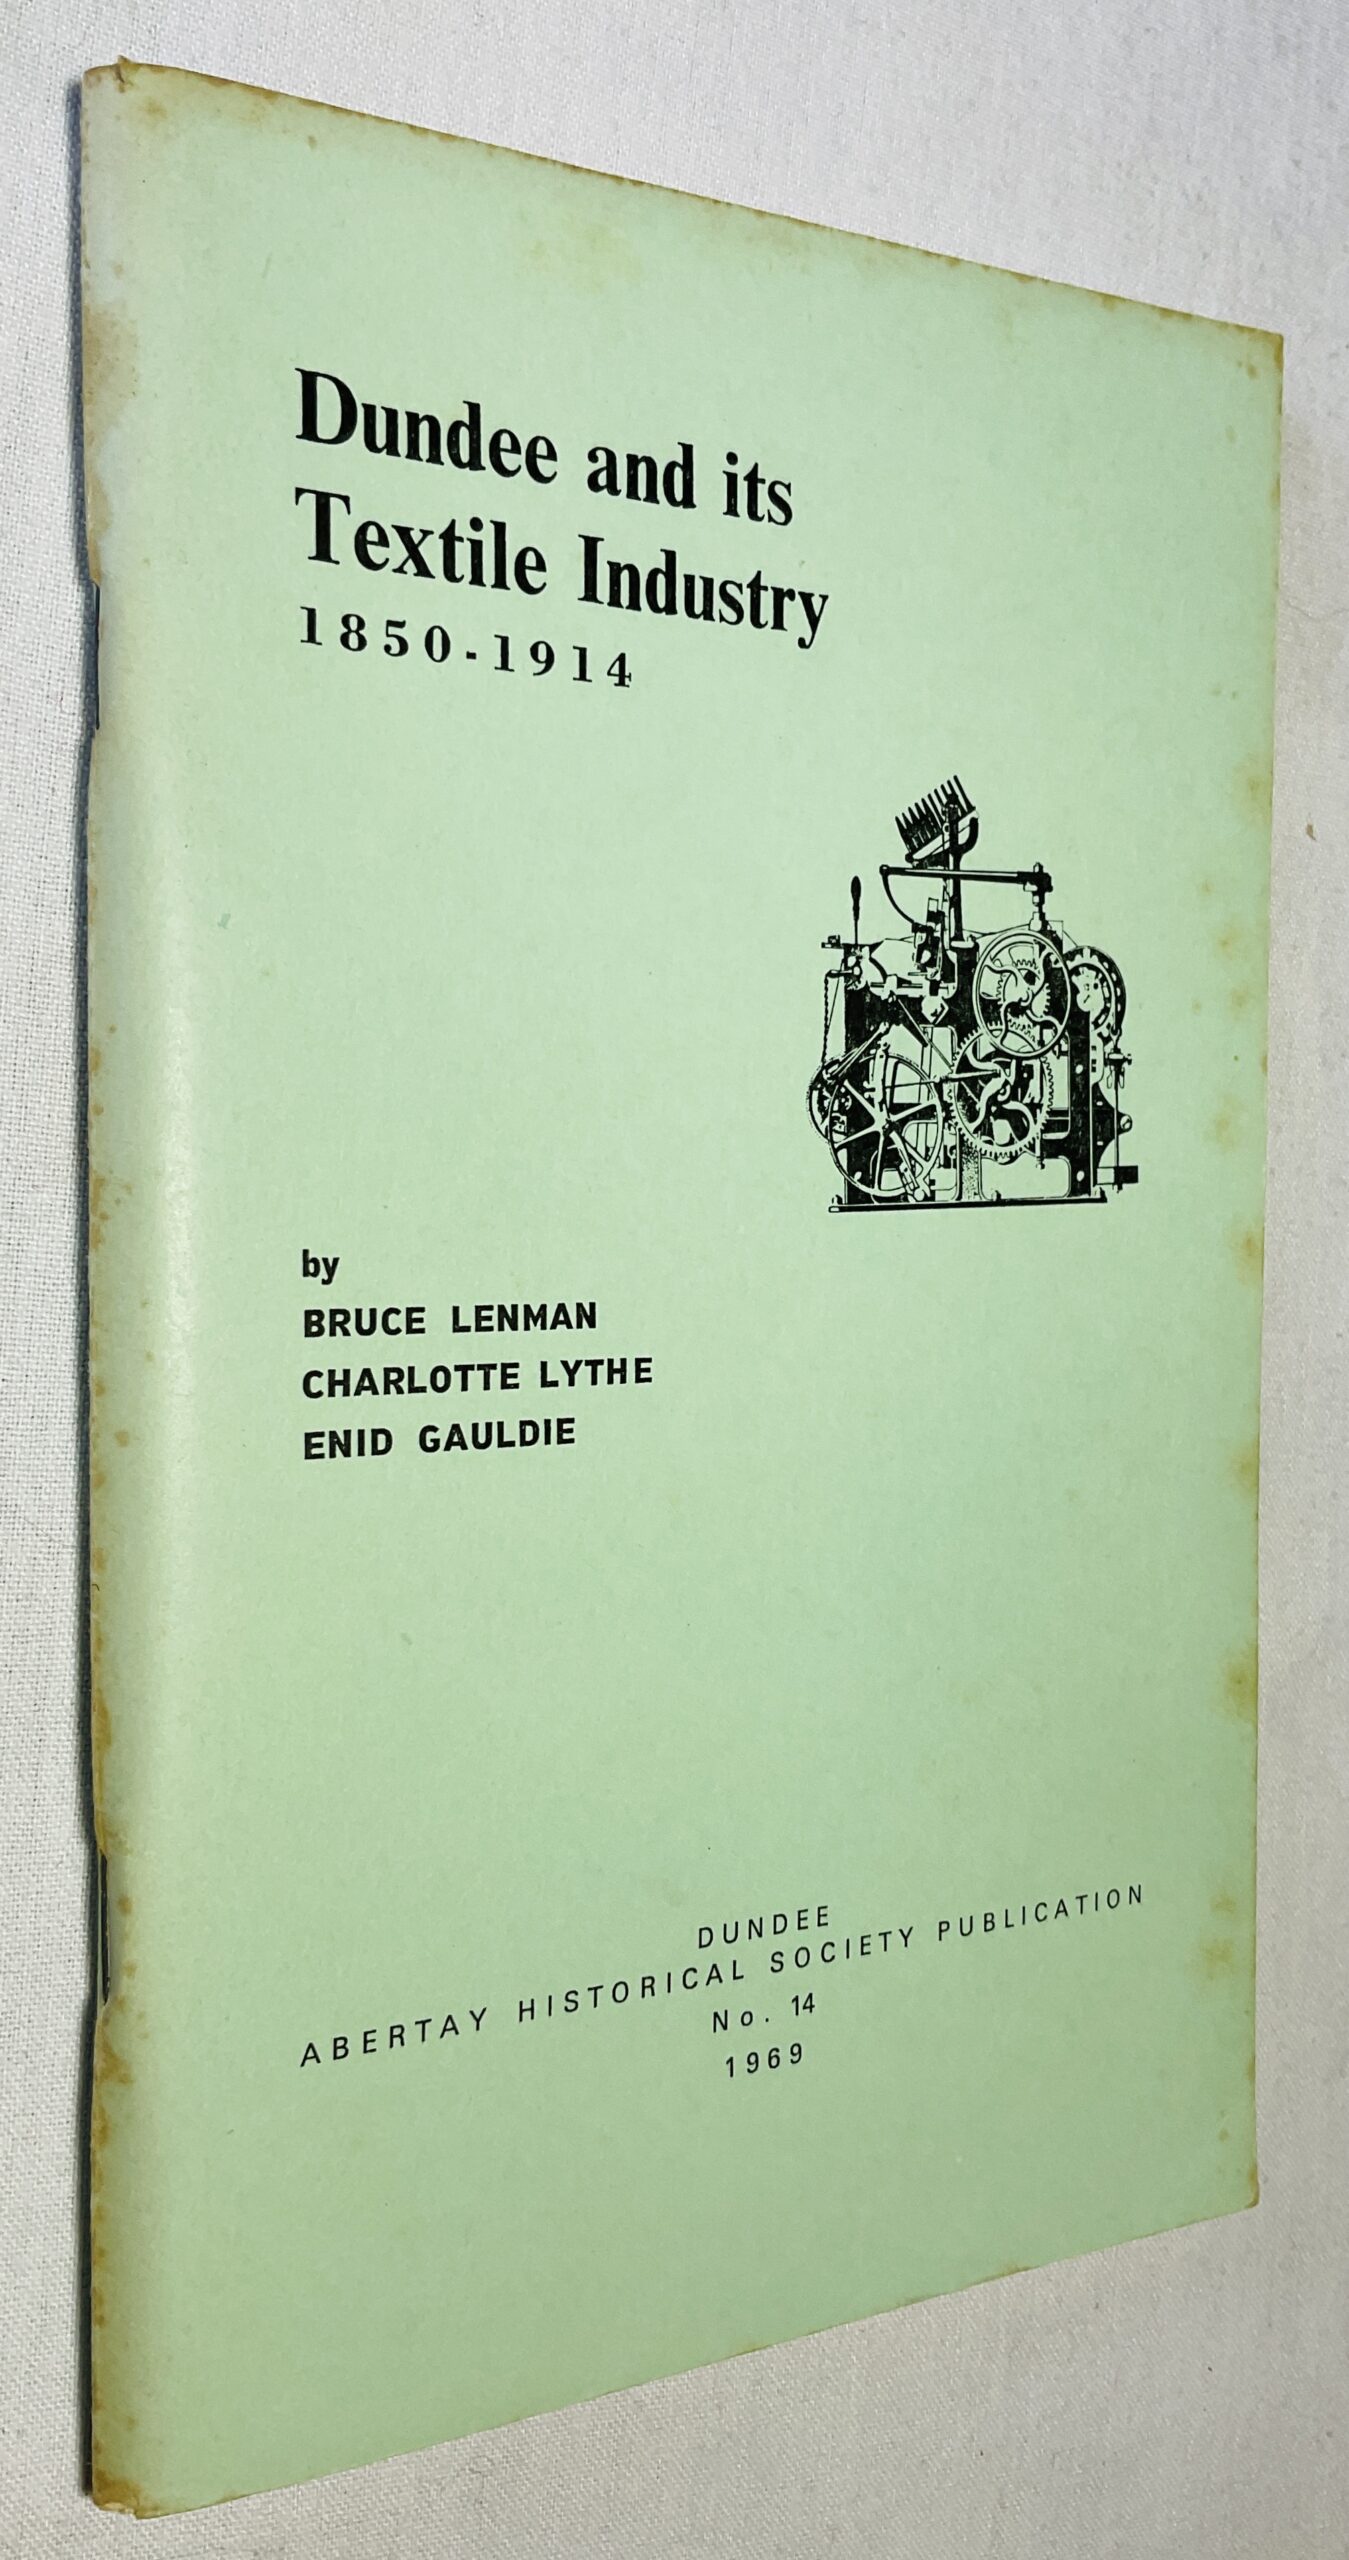 Dundee and its
Textile Industry
1850-1914
by
BRUCE LENMAN
CHARLOTTE LYTHE
ENID GAULDIE
DUNDEE
ABERTAY HISTORICAL SOCIETY PUBLICATION
No. 14
1969